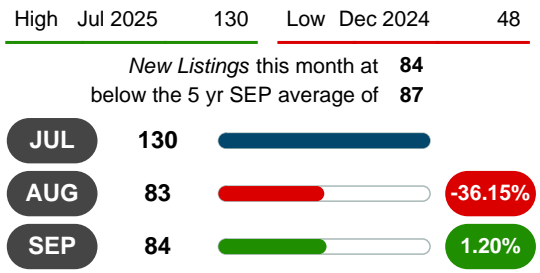 High Jul 2025 130 Low Dec 2024 48
New Listings this month at 84
below the 5 yr SEP average of 87
JUL 130
AUG 83 -36.15%
SEP 84 1.20%